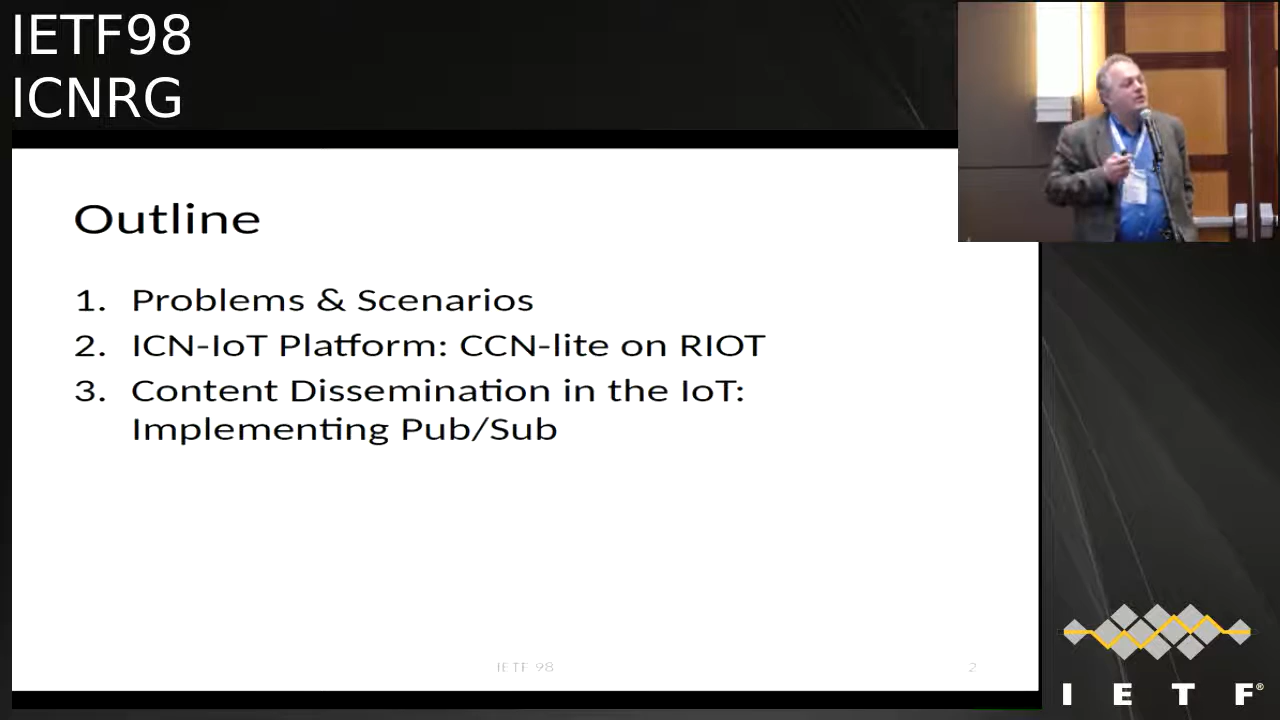 IETF98
ICNRG
Outline
1. Problems & Scenarios
2. ICN-IoT Platform: CCN-lite on RIOT
3. Content Dissemination in the IoT:
Implementing Pub/Sub
IETF 98
2
I E T F®